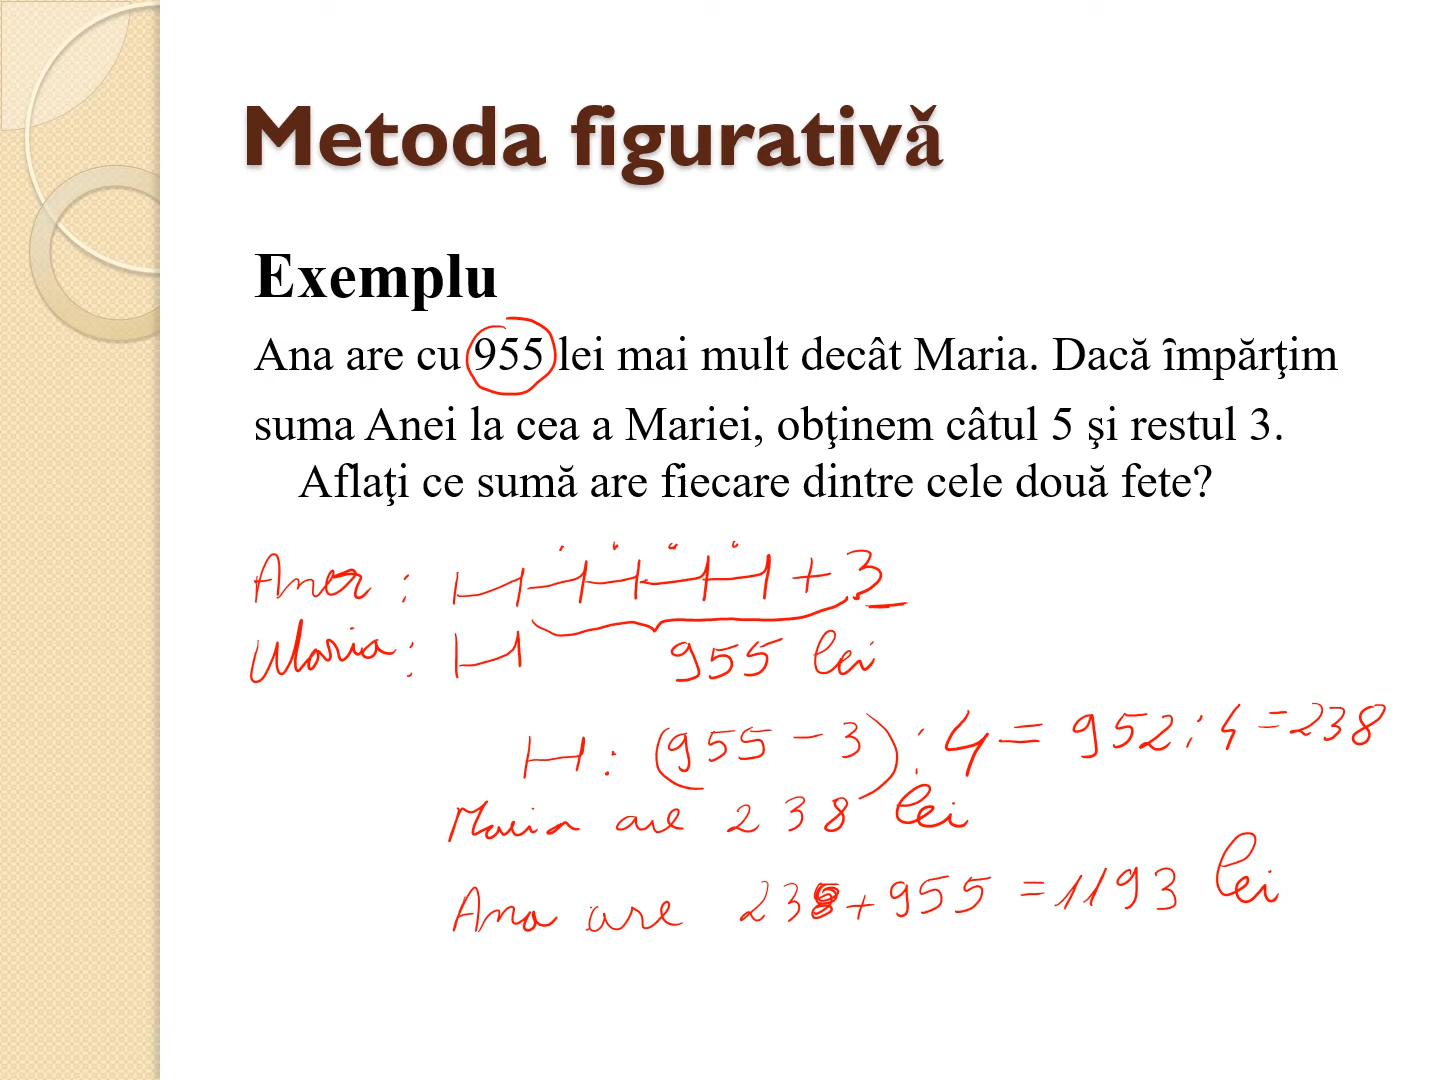 Metoda figurativă
Exemplu
Ana are cu 955 lei mai mult decât Maria. Dacă împărţim
suma Anei la cea a Mariei, obţinem câtul 5 şi restul 3.
Aflaţi ce sumă are fiecare dintre cele două fete?
Ana : + 3
Maria : 955 lei
: (955 - 3) : 4 = 952 : 4 = 238
Maria are 238 lei
Ana are 238 + 955 = 1193 lei